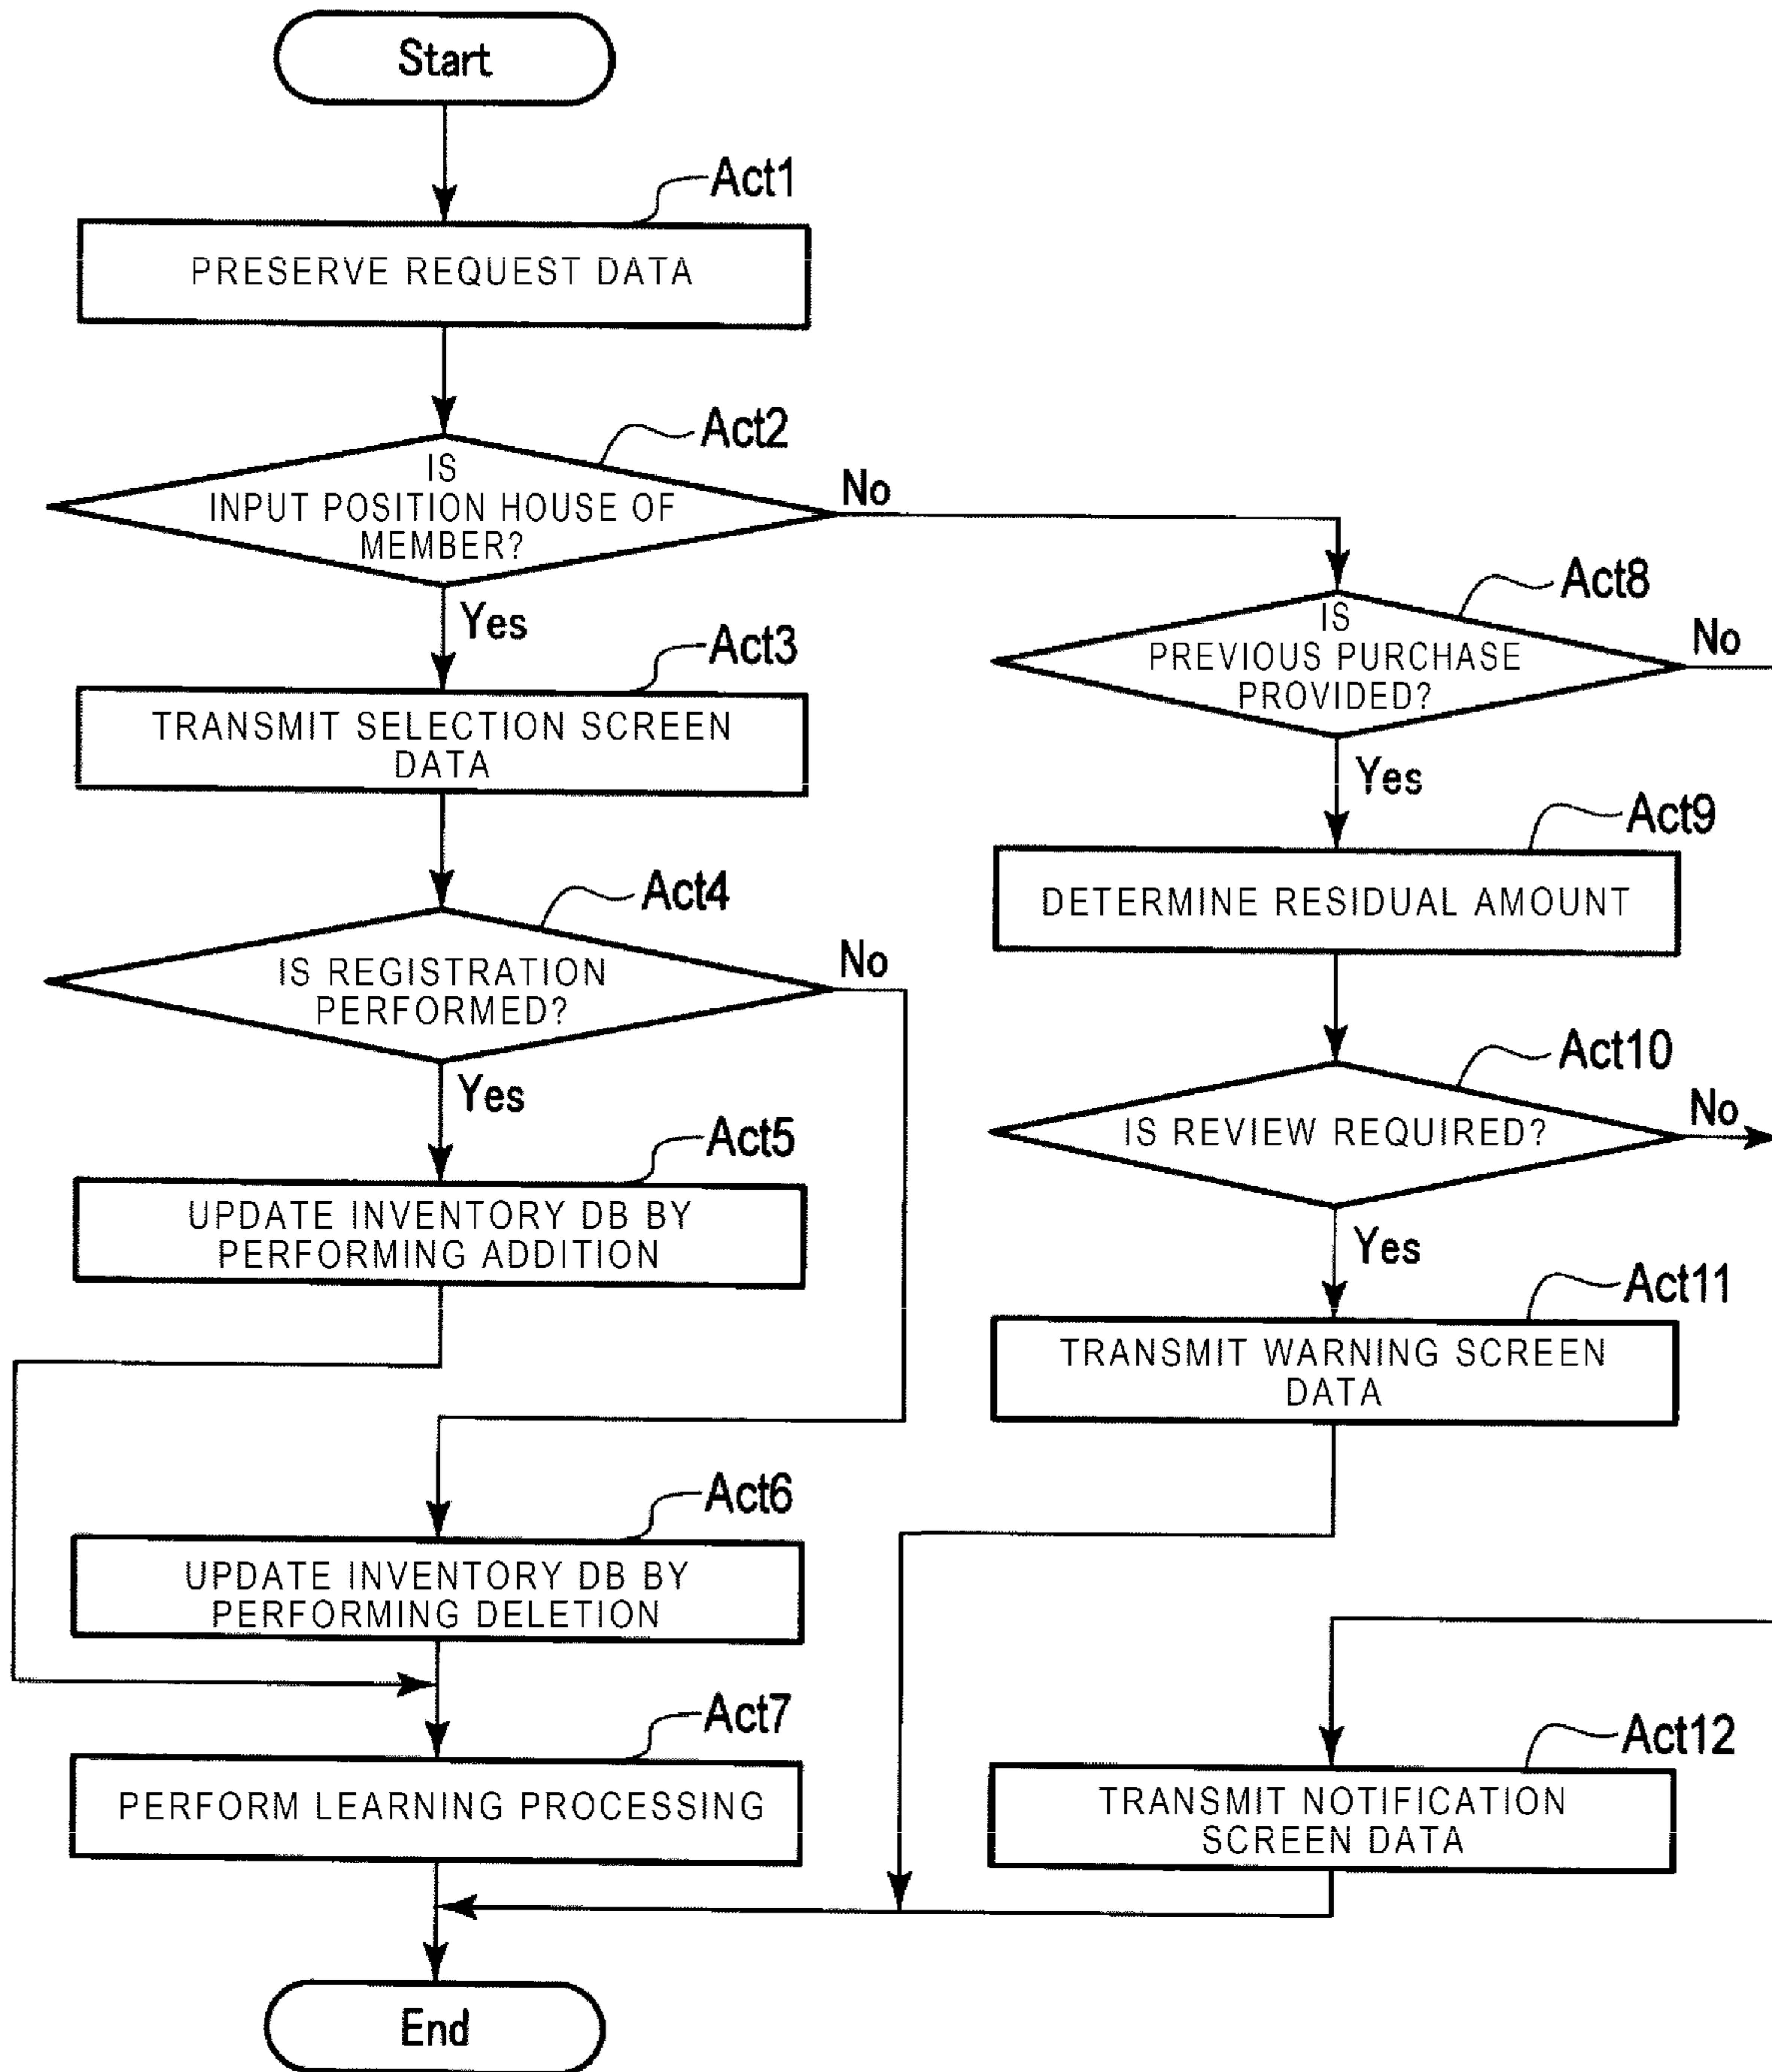 Start
Act1
PRESERVE REQUEST DATA
Act2
IS
INPUT POSITION HOUSE OF
MEMBER?
No
Yes
Act3
TRANSMIT SELECTION SCREEN
DATA
Act4
IS REGISTRATION
PERFORMED?
No
Yes
Act5
UPDATE INVENTORY DB BY
PERFORMING ADDITION
Act6
UPDATE INVENTORY DB BY
PERFORMING DELETION
Act7
PERFORM LEARNING PROCESSING
End
Act8
IS
PREVIOUS PURCHASE
PROVIDED?
No
Yes
Act9
DETERMINE RESIDUAL AMOUNT
Act10
IS REVIEW REQUIRED?
No
Yes
Act11
TRANSMIT WARNING SCREEN
DATA
Act12
TRANSMIT NOTIFICATION
SCREEN DATA